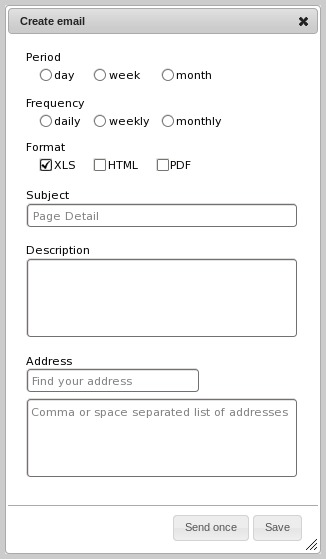 Create email
Period
day week month
Frequency
daily weekly monthly
Format
XLS HTML PDF
Subject
Page Detail
Description
Address
Find your address
Comma or space separated list of addresses
Send once Save